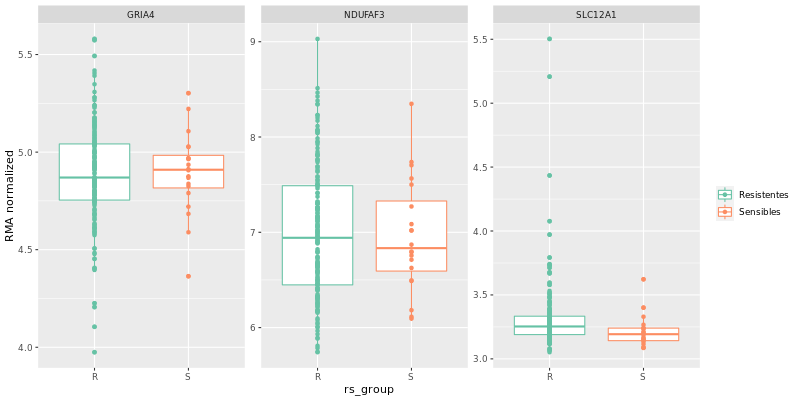 GRIA4
NDUFAF3
SLC12A1
RMA normalized
5.5
5.0
4.5
4.0
9
8
7
6
5.5
5.0
4.5
4.0
3.5
3.0
R
S
R
S
R
S
rs_group
Resistentes
Sensibles